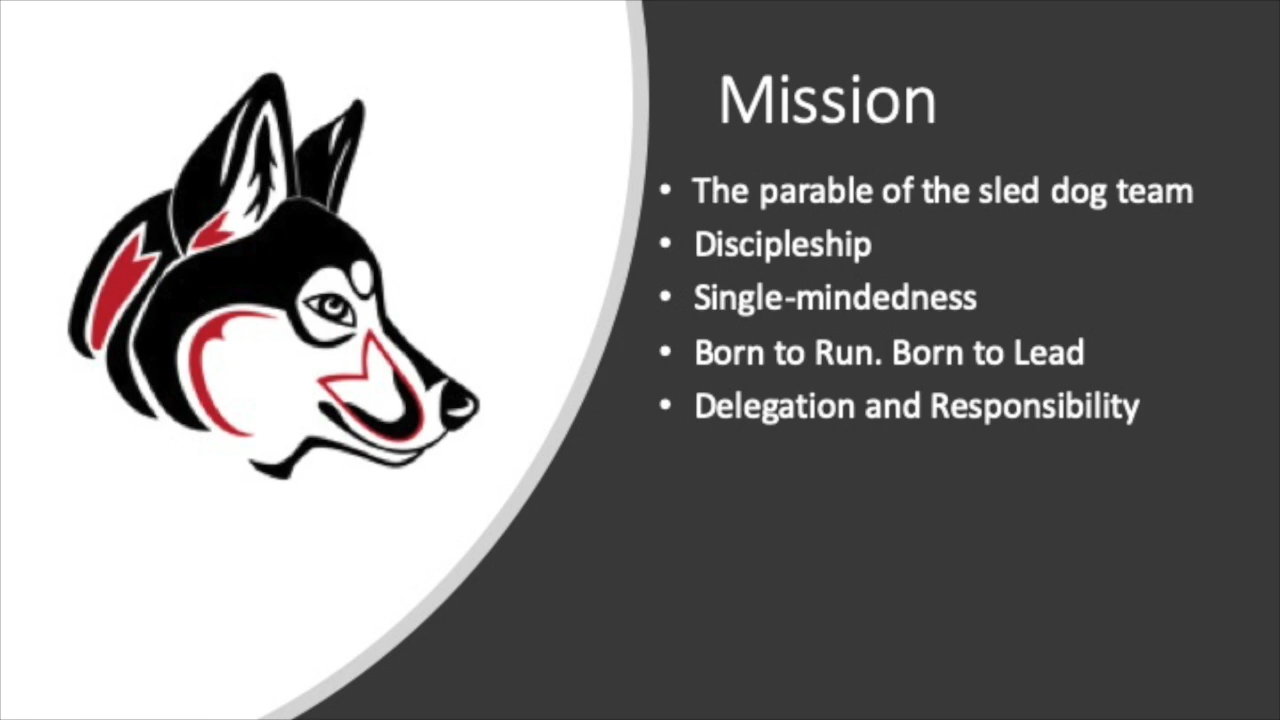 Mission
• The parable of the sled dog team
• Discipleship
• Single-mindedness
• Born to Run. Born to Lead
• Delegation and Responsibility